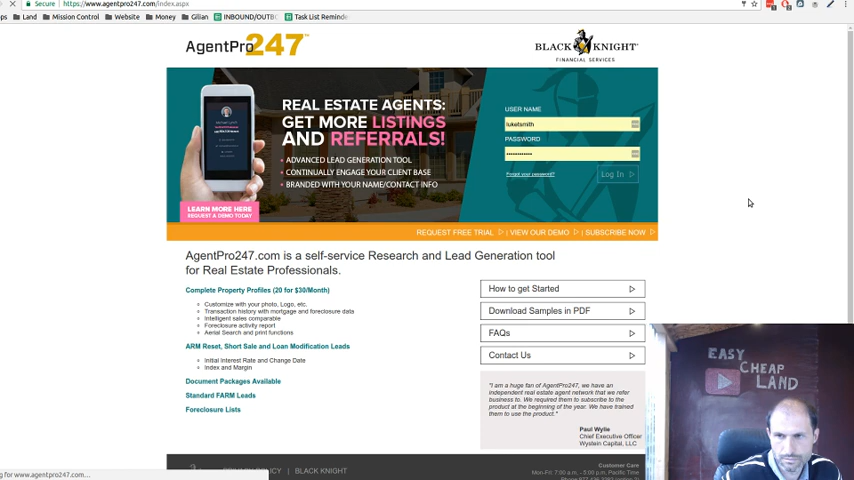 Secure https://www.agentpro247.com/index.aspx
ps Land Mission Control Website Money Gilian INBOUND/OUTBO Task List Reminde
AgentPro247™
BLACK KNIGHT
FINANCIAL SERVICES
REAL ESTATE AGENTS:
GET MORE LISTINGS
AND REFERRALS!
• ADVANCED LEAD GENERATION TOOL
• CONTINUALLY ENGAGE YOUR CLIENT BASE
• BRANDED WITH YOUR NAME/CONTACT INFO
LEARN MORE HERE
REQUEST A DEMO TODAY
USER NAME
luketsmith
PASSWORD
Forgot your password?
Log In
REQUEST FREE TRIAL | VIEW OUR DEMO | SUBSCRIBE NOW
AgentPro247.com is a self-service Research and Lead Generation tool
for Real Estate Professionals.
Complete Property Profiles (20 for $30/Month)
Customize with your photo, Logo, etc.
Transaction history with mortgage and foreclosure data
Intelligent sales comparable
Foreclosure activity report
Aerial Search and print functions
ARM Reset, Short Sale and Loan Modification Leads
Initial Interest Rate and Change Date
Index and Margin
Document Packages Available
Standard FARM Leads
Foreclosure Lists
How to get Started
Download Samples in PDF
FAQs
Contact Us
"I am a huge fan of AgentPro247, we have an
independent real estate agent network that we refer
business to. We required them to subscribe to the
product at the beginning of the year. We have trained
them to use the product."
Paul Wylie
Chief Executive Officer
Wystein Capital, LLC
EASY
CHEAP
LAND
POLICY | BLACK KNIGHT
Customer Care
Mon-Fri, 7:00 a.m. - 5:00 p.m. Pacific Time
g for www.agentpro247.com...